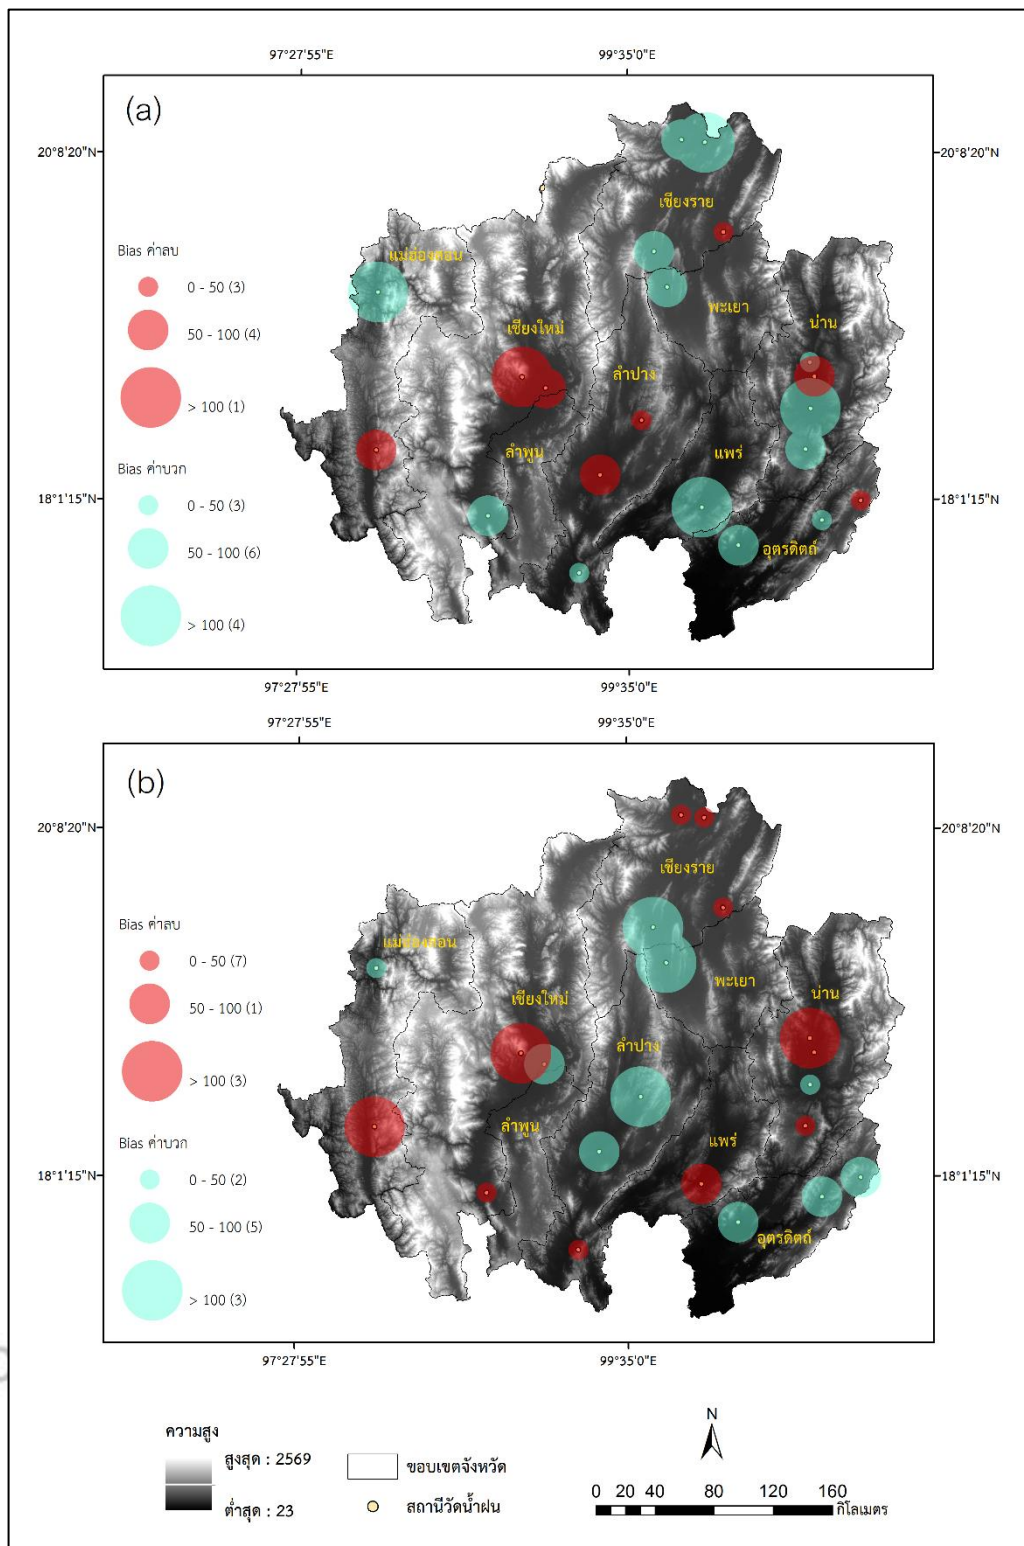 97°27'55"E 99°35'0"E
(a)
20°8'20"N 20°8'20"N
เชียงราย
Bias ค่าลบ
แม่ฮ่องสอน
0 - 50 (3)
พะเยา
น่าน
50 - 100 (4)
เชียงใหม่
ลำปาง
> 100 (1)
ลำพูน
แพร่
Bias ค่าบวก
0 - 50 (3)
18°1'15"N 18°1'15"N
50 - 100 (6)
อุตรดิตถ์
> 100 (4)
97°27'55"E 99°35'0"E
97°27'55"E 99°35'0"E
(b)
20°8'20"N 20°8'20"N
เชียงราย
Bias ค่าลบ
แม่ฮ่องสอน
0 - 50 (7)
พะเยา
น่าน
50 - 100 (1)
เชียงใหม่
ลำปาง
> 100 (3)
ลำพูน
แพร่
Bias ค่าบวก
0 - 50 (2)
18°1'15"N 18°1'15"N
50 - 100 (5)
อุตรดิตถ์
> 100 (3)
97°27'55"E 99°35'0"E
N
ความสูง
สูงสุด : 2569
ขอบเขตจังหวัด
ต่ำสุด : 23
สถานีวัดน้ำฝน
0 20 40 80 120 160
กิโลเมตร